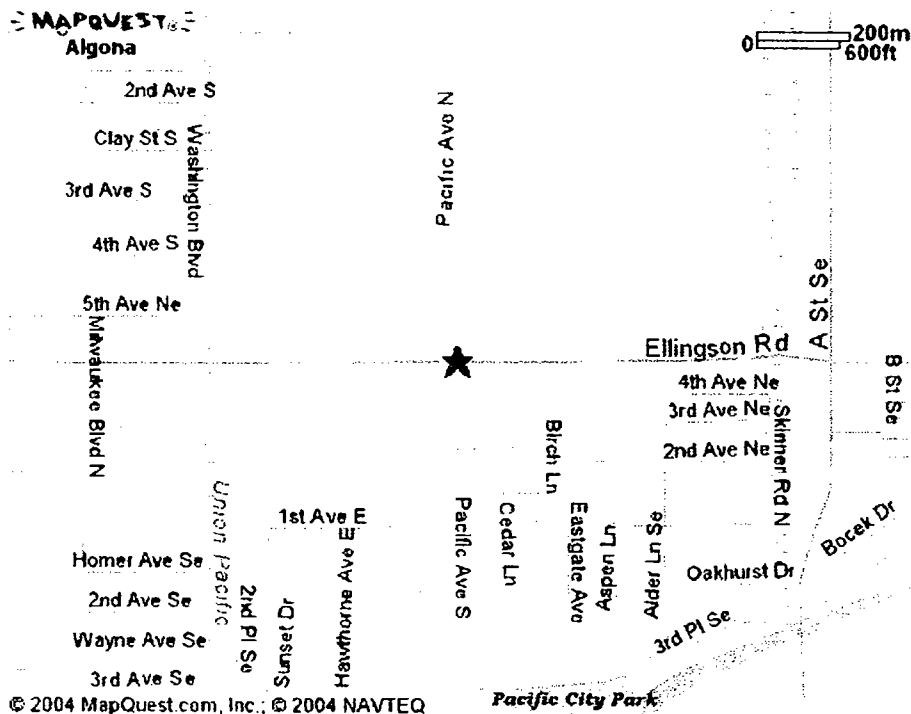 MAPQUEST
Algona
0
200m
600ft
2nd Ave S
Clay St S
Washington Blvd
Pacific Ave N
3rd Ave S
4th Ave S
5th Ave Ne
A St Se
Milwaukee Blvd N
Ellingson Rd
B St Se
4th Ave Ne
3rd Ave Ne
Skinner Rd N
2nd Ave Ne
Birch Ln
Union Pacific
1st Ave E
Pacific Ave S
Cedar Ln
Eastgate Ave
Aspen Ln
Alder Ln Se
Bocek Dr
Hawthorne Ave E
Homer Ave Se
Oakhurst Dr
2nd Ave Se
2nd Pl Se
Sunset Dr
Wayne Ave Se
3rd Pl Se
3rd Ave Se
© 2004 MapQuest.com, Inc.; © 2004 NAVTEQ
Pacific City Park